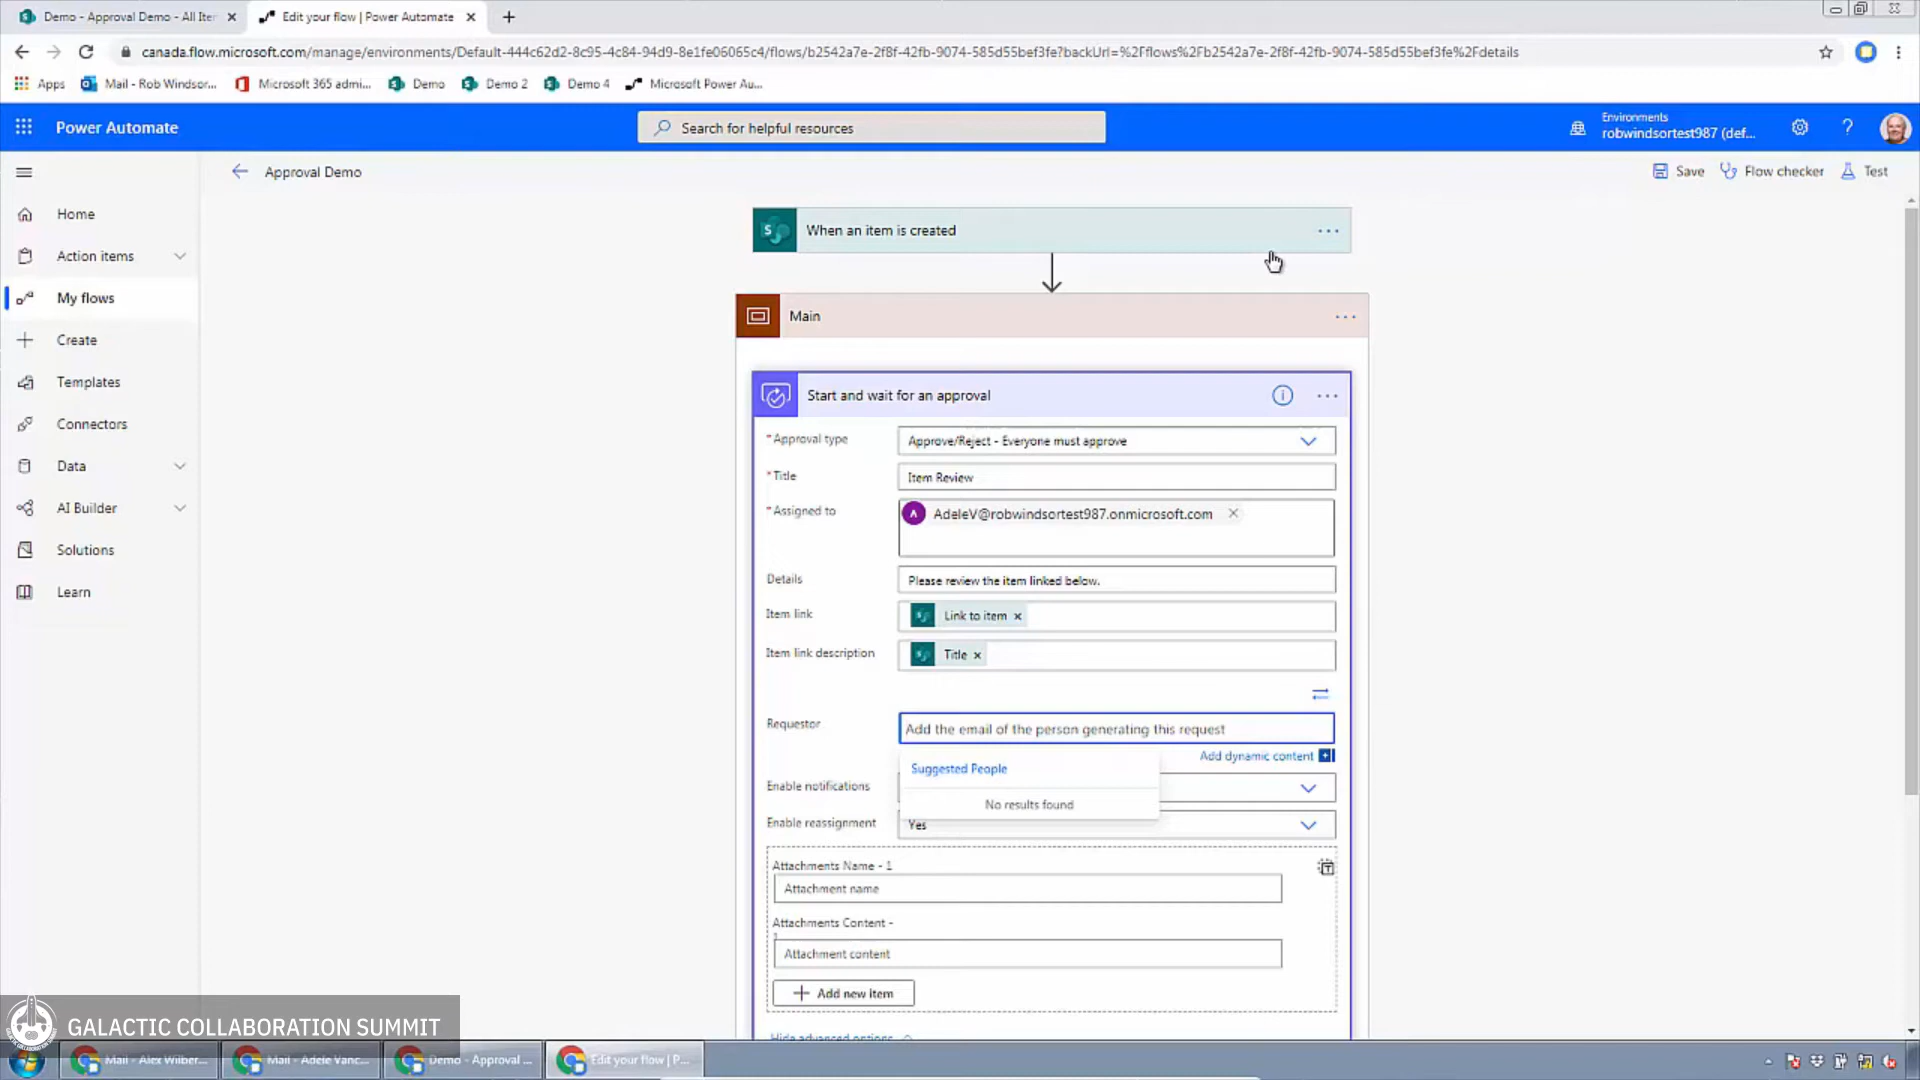 Demo - Approval Demo - All Iter
Edit your flow | Power Automate
canada.flow.microsoft.com/manage/environments/Default-444c62d2-8c95-4c84-94d9-8e1fe06065c4/flows/b2542a7e-2f8f-42fb-9074-585d55bef3fe?backUrl=%2Fflows%2Fb2542a7e-2f8f-42fb-9074-585d55bef3fe%2Fdetails
Apps
Mail - Rob Windsor...
Microsoft 365 admi...
Demo
Demo 2
Demo 4
Microsoft Power Au...
Power Automate
Search for helpful resources
Environments
robwindsortest987 (def...
Approval Demo
Save
Flow checker
Test
Home
Action items
My flows
Create
Templates
Connectors
Data
AI Builder
Solutions
Learn
When an item is created
Main
Start and wait for an approval
*Approval type
Approve/Reject - Everyone must approve
*Title
Item Review
*Assigned to
A AdeleV@robwindsortest987.onmicrosoft.com
Details
Please review the item linked below.
Item link
Link to item
Item link description
Title
Requestor
Add the email of the person generating this request
Add dynamic content
Suggested People
No results found
Enable notifications
Enable reassignment
Yes
Attachments Name - 1
Attachment name
Attachments Content -
1
Attachment content
Add new item
Hide advanced options
GALACTIC COLLABORATION SUMMIT
Mail - Alex Wilber...
Mail - Adele Vanc...
Demo - Approval ...
Edit your flow | P...